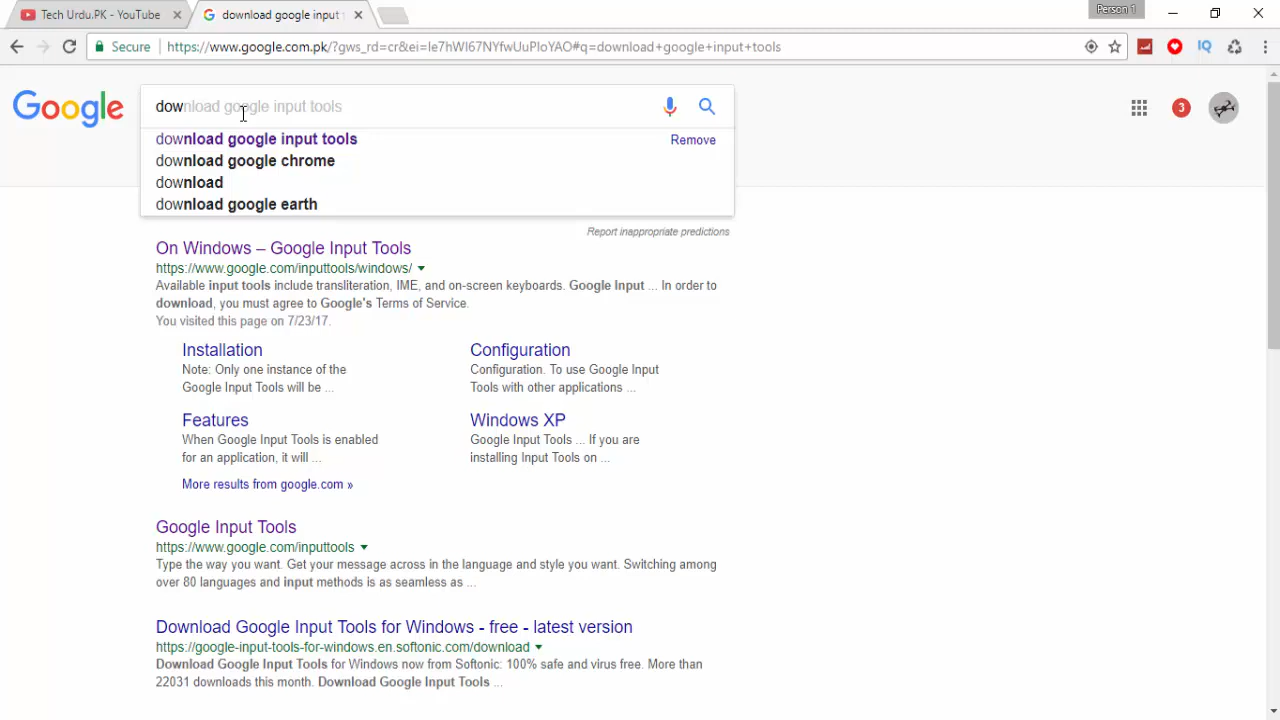 Tech Urdu.PK - YouTube
download google input
Person 1
Secure
https://www.google.com.pk/?gws_rd=cr&ei=Ie7hWI67NYfwUuPIoYAO#q=download+google+input+tools
IQ
Google
download google input tools
3
download google input tools
Remove
download google chrome
download
download google earth
Report inappropriate predictions
On Windows – Google Input Tools
https://www.google.com/inputtools/windows/
Available input tools include transliteration, IME, and on-screen keyboards. Google Input ... In order to
download, you must agree to Google's Terms of Service.
You visited this page on 7/23/17.
Installation
Note: Only one instance of the
Google Input Tools will be ...
Configuration
Configuration. To use Google Input
Tools with other applications ...
Features
When Google Input Tools is enabled
for an application, it will ...
Windows XP
Google Input Tools ... If you are
installing Input Tools on ...
More results from google.com »
Google Input Tools
https://www.google.com/inputtools
Type the way you want. Get your message across in the language and style you want. Switching among
over 80 languages and input methods is as seamless as ...
Download Google Input Tools for Windows - free - latest version
https://google-input-tools-for-windows.en.softonic.com/download
Download Google Input Tools for Windows now from Softonic: 100% safe and virus free. More than
22031 downloads this month. Download Google Input Tools ...